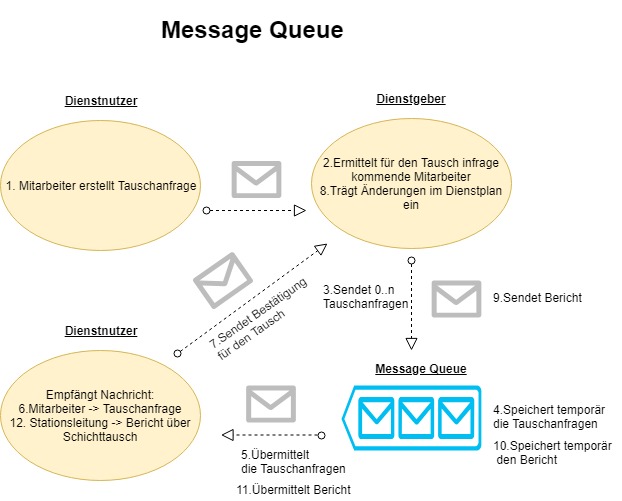 Message Queue
Dienstnutzer
1. Mitarbeiter erstellt Tauschanfrage
Dienstgeber
2.Ermittelt für den Tausch infrage
kommende Mitarbeiter
8.Trägt Änderungen im Dienstplan
ein
3.Sendet 0..n
Tauschanfragen
9.Sendet Bericht
7.Sendet Bestätigung
für den Tausch
Dienstnutzer
Empfängt Nachricht:
6.Mitarbeiter -> Tauschanfrage
12. Stationsleitung -> Bericht über
Schichttausch
Message Queue
4.Speichert temporär
die Tauschanfragen
10.Speichert temporär
den Bericht
5.Übermittelt
die Tauschanfragen
11.Übermittelt Bericht